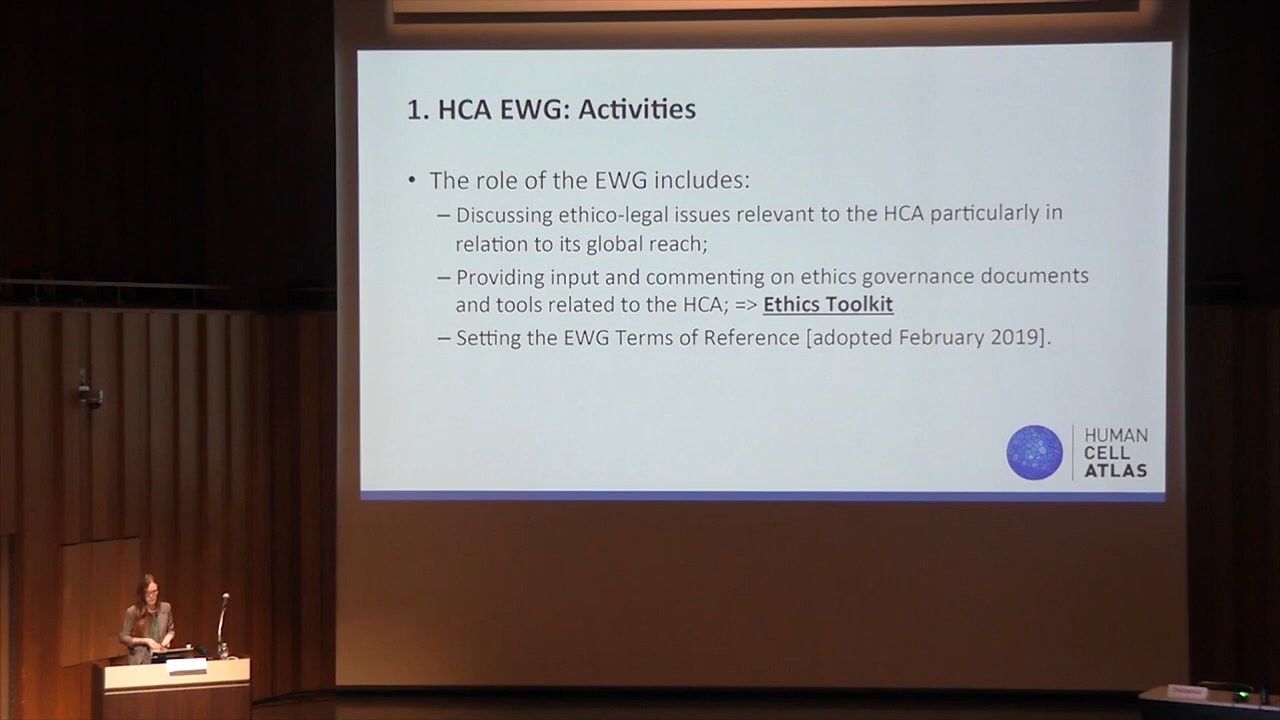 1. HCA EWG: Activities
• The role of the EWG includes:
– Discussing ethico-legal issues relevant to the HCA particularly in
relation to its global reach;
– Providing input and commenting on ethics governance documents
and tools related to the HCA; => Ethics Toolkit
– Setting the EWG Terms of Reference [adopted February 2019].
HUMAN
CELL
ATLAS